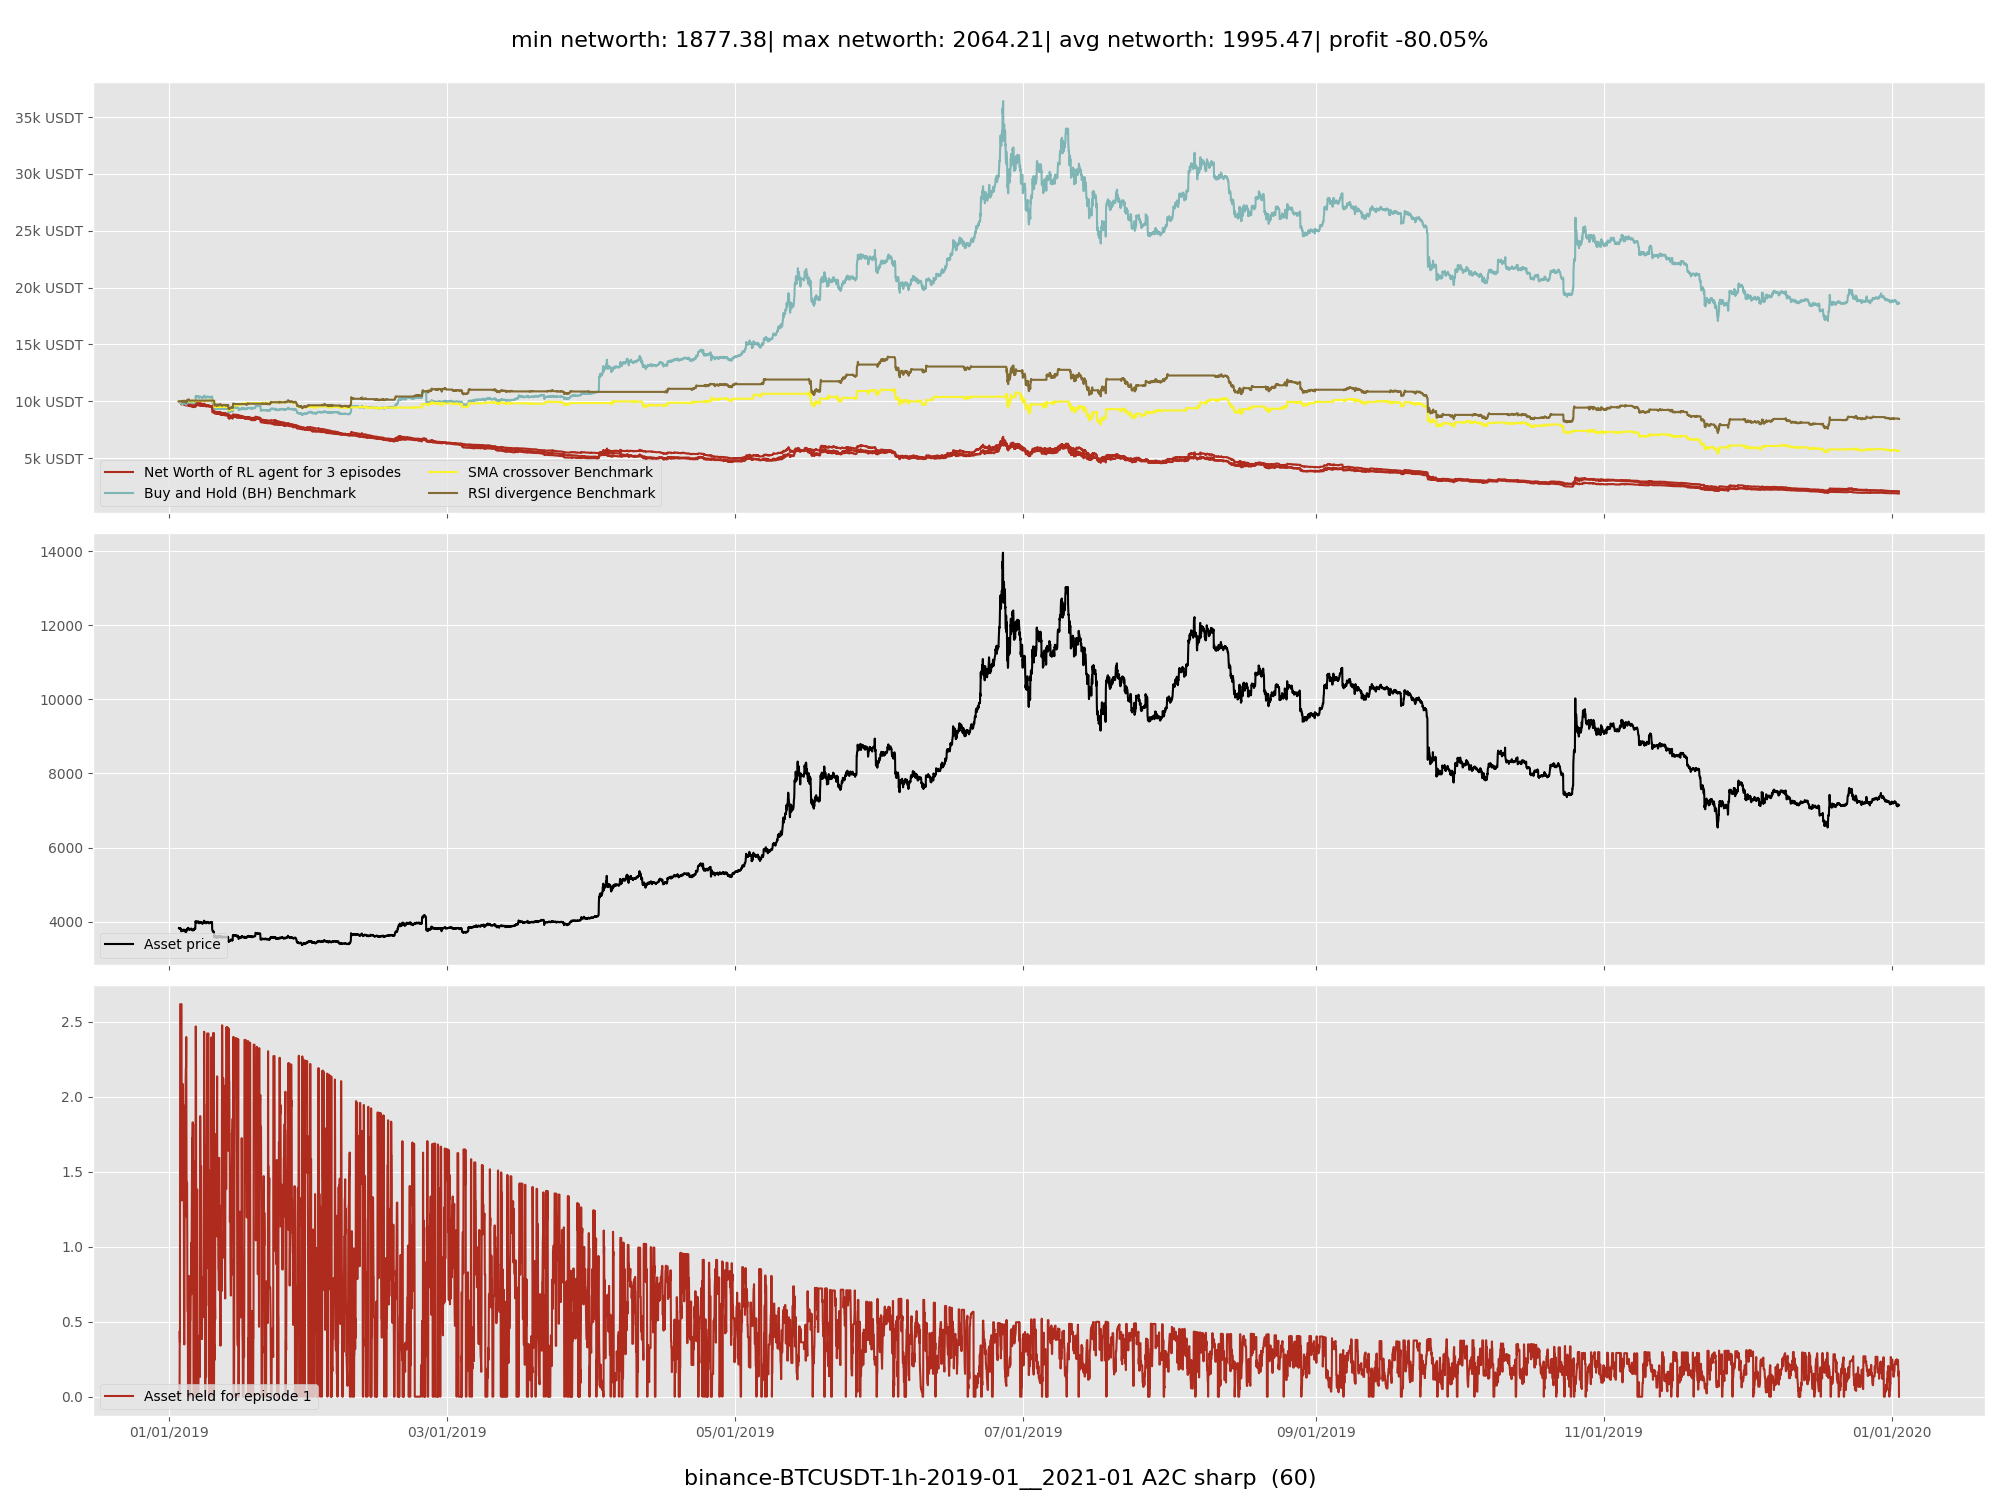 min networth: 1877.38| max networth: 2064.21| avg networth: 1995.47| profit -80.05%
35k USDT
30k USDT
25k USDT
20k USDT
15k USDT
10k USDT
5k USDT
Net Worth of RL agent for 3 episodes
Buy and Hold (BH) Benchmark
SMA crossover Benchmark
RSI divergence Benchmark
14000
12000
10000
8000
6000
4000
Asset price
2.5
2.0
1.5
1.0
0.5
0.0
Asset held for episode 1
01/01/2019 03/01/2019 05/01/2019 07/01/2019 09/01/2019 11/01/2019 01/01/2020
binance-BTCUSDT-1h-2019-01__2021-01 A2C sharp  (60)